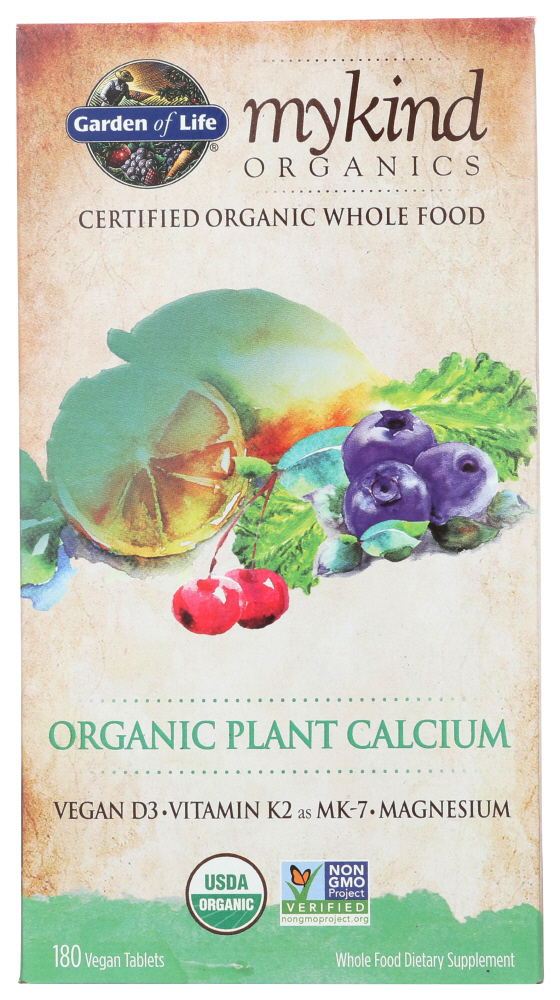 Garden of Life
®
mykind
ORGANICS
CERTIFIED ORGANIC WHOLE FOOD
ORGANIC PLANT CALCIUM
VEGAN D3 • VITAMIN K2 as MK-7 • MAGNESIUM
USDA
ORGANIC
NON
GMO
Project
VERIFIED
nongmoproject.org
180 Vegan Tablets
Whole Food Dietary Supplement